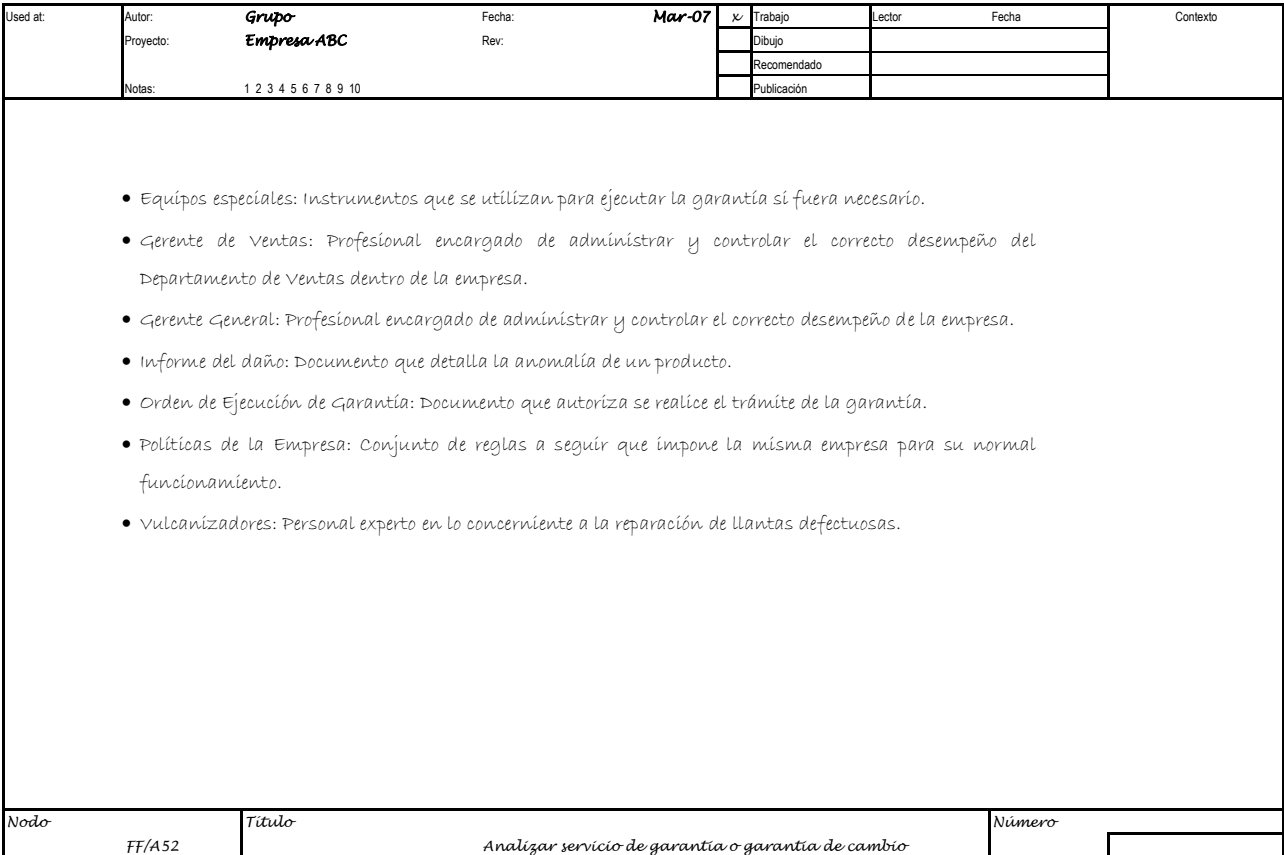 Used at: Autor: Grupo Fecha: Mar-07 x Trabajo Lector Fecha Contexto
Proyecto: Empresa ABC Rev: Dibujo
Recomendado
Notas: 1 2 3 4 5 6 7 8 9 10 Publicación
• Equipos especiales: Instrumentos que se utilizan para ejecutar la garantía si fuera necesario.
• Gerente de Ventas: Profesional encargado de administrar y controlar el correcto desempeño del
Departamento de Ventas dentro de la empresa.
• Gerente General: Profesional encargado de administrar y controlar el correcto desempeño de la empresa.
• Informe del daño: Documento que detalla la anomalía de un producto.
• Orden de Ejecución de Garantía: Documento que autoriza se realice el trámite de la garantía.
• Políticas de la Empresa: Conjunto de reglas a seguir que impone la misma empresa para su normal
funcionamiento.
• Vulcanizadores: Personal experto en lo concerniente a la reparación de llantas defectuosas.
Nodo Título Número
FF/A52 Analizar servicio de garantía o garantía de cambio